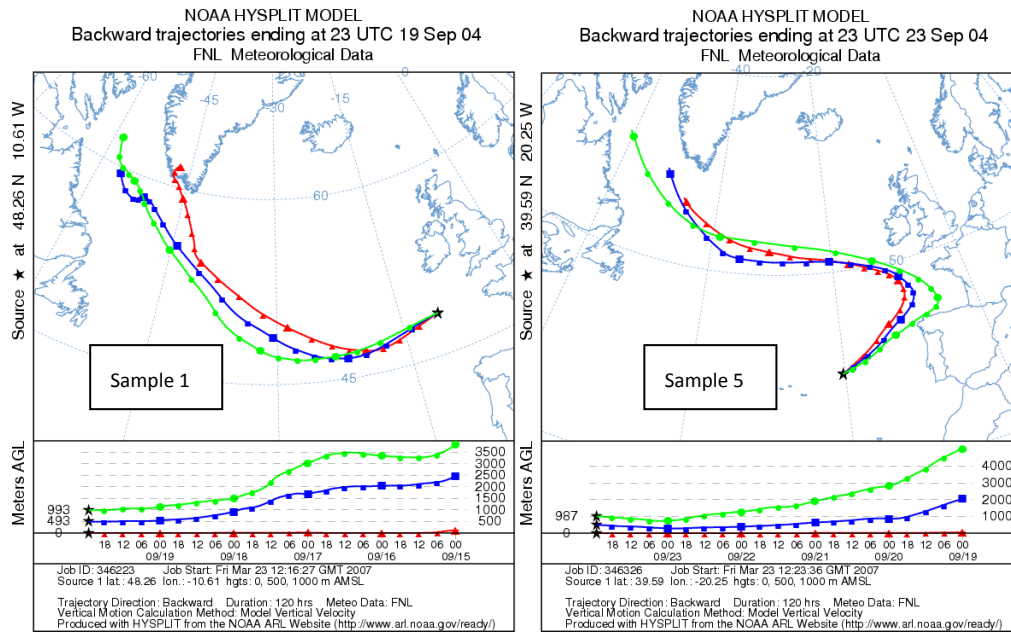 NOAA HYSPLIT MODEL
Backward trajectories ending at 23 UTC 19 Sep 04
FNL Meteorological Data
Source ★ at 48.26 N 10.61 W
-60
-45
-30
-15
0
60
45
Sample 1
Meters AGL
3500
3000
2500
2000
1500
1000
500
993
493
0
18 12 06 00 18 12 06 00 18 12 06 00 18 12 06 00 18 12 06 00
09/19 09/18 09/17 09/16 09/15
Job ID: 346223 Job Start: Fri Mar 23 12:16:27 GMT 2007
Source 1 lat.: 48.26 lon.: -10.61 hgts: 0, 500, 1000 m AMSL
Trajectory Direction: Backward Duration: 120 hrs Meteo Data: FNL
Vertical Motion Calculation Method: Model Vertical Velocity
Produced with HYSPLIT from the NOAA ARL Website (http://www.arl.noaa.gov/ready/)
NOAA HYSPLIT MODEL
Backward trajectories ending at 23 UTC 23 Sep 04
FNL Meteorological Data
Source ★ at 39.59 N 20.25 W
-40
-20
50
Sample 5
Meters AGL
4000
3000
2000
1000
0
987
0
18 12 06 00 18 12 06 00 18 12 06 00 18 12 06 00 18 12 06 00
09/23 09/22 09/21 09/20 09/19
Job ID: 346326 Job Start: Fri Mar 23 12:23:36 GMT 2007
Source 1 lat.: 39.59 lon.: -20.25 hgts: 0, 500, 1000 m AMSL
Trajectory Direction: Backward Duration: 120 hrs Meteo Data: FNL
Vertical Motion Calculation Method: Model Vertical Velocity
Produced with HYSPLIT from the NOAA ARL Website (http://www.arl.noaa.gov/ready/)